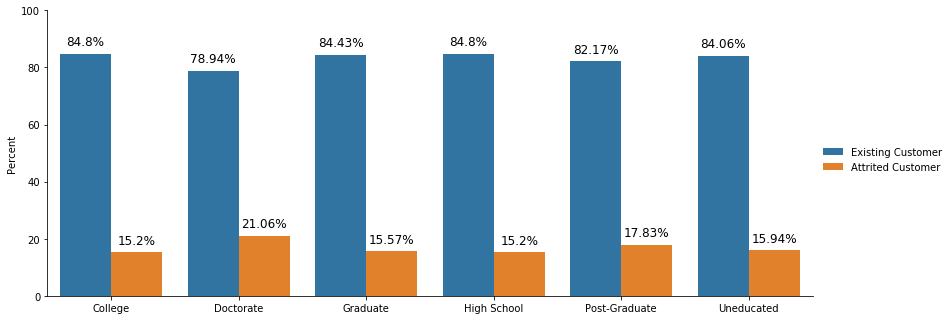 100
80
60
40
20
0
Percent
84.8%
15.2%
78.94%
21.06%
84.43%
15.57%
84.8%
15.2%
82.17%
17.83%
84.06%
15.94%
College
Doctorate
Graduate
High School
Post-Graduate
Uneducated
Existing Customer
Attrited Customer